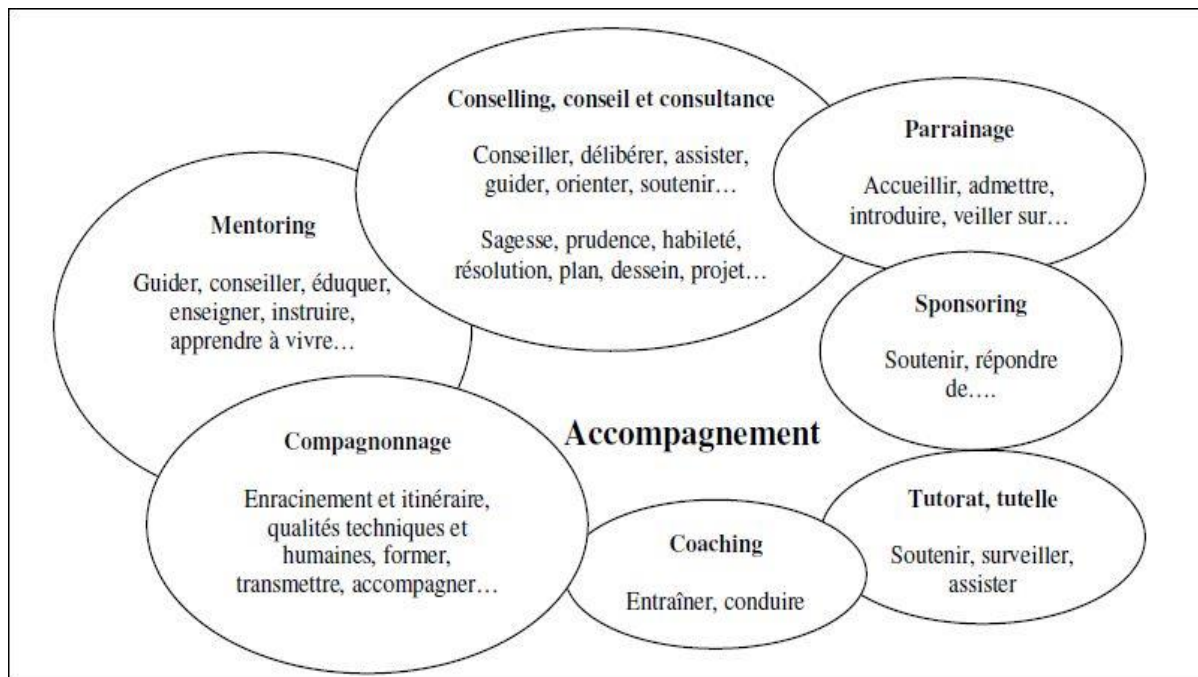 Conselling, conseil et consultance
Conseiller, délibérer, assister,
guider, orienter, soutenir…
Sagesse, prudence, habileté,
résolution, plan, dessein, projet…
Parrainage
Accueillir, admettre,
introduire, veiller sur…
Mentoring
Guider, conseiller, éduquer,
enseigner, instruire,
apprendre à vivre…
Sponsoring
Soutenir, répondre
de….
Accompagnement
Compagnonnage
Enracinement et itinéraire,
qualités techniques et
humaines, former,
transmettre, accompagner…
Coaching
Entraîner, conduire
Tutorat, tutelle
Soutenir, surveiller,
assister